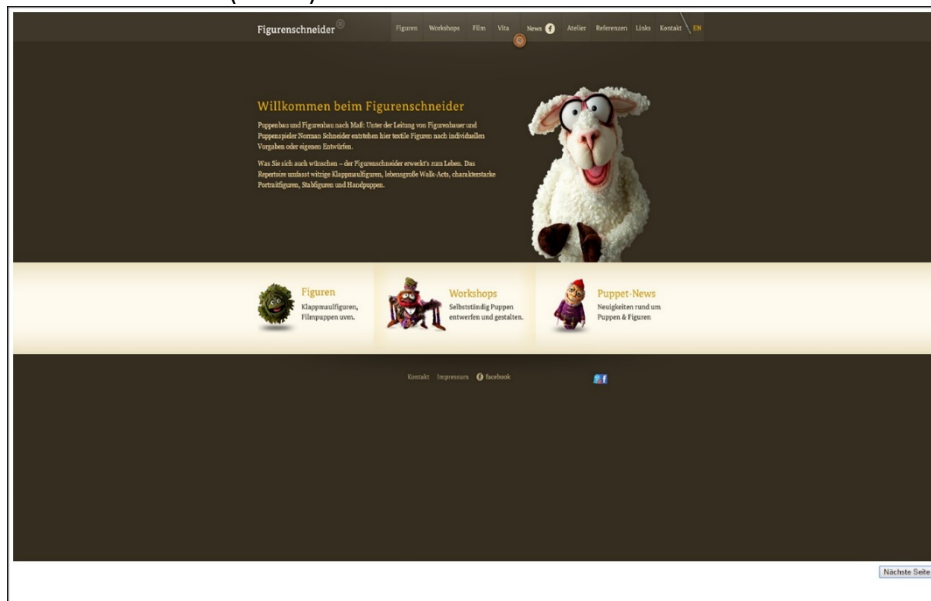 Figurenschneider
Figuren Workshops Film Vita News Atelier Referenzen Links Kontakt EN
Willkommen beim Figurenschneider
Puppenbau und Figurenbau nach Maß: Unter der Leitung von Figurenbauer und
Puppenspieler Norman Schneider entstehen hier textile Figuren nach individuellen
Vorgaben oder eigenen Entwürfen.
Was Sie sich auch wünschen – der Figurenschneider erweckt's zum Leben. Das
Repertoire umfasst witzige Klappmaulfiguren, lebensgroße Walk-Acts, charakterstarke
Portraitfiguren, Stabfiguren und Handpuppen.
Figuren
Klappmaulfiguren,
Filmpuppen uvm.
Workshops
Selbstständig Puppen
entwerfen und gestalten.
Puppet-News
Neuigkeiten rund um
Puppen & Figuren
Kontakt Impressum facebook
Nächste Seite